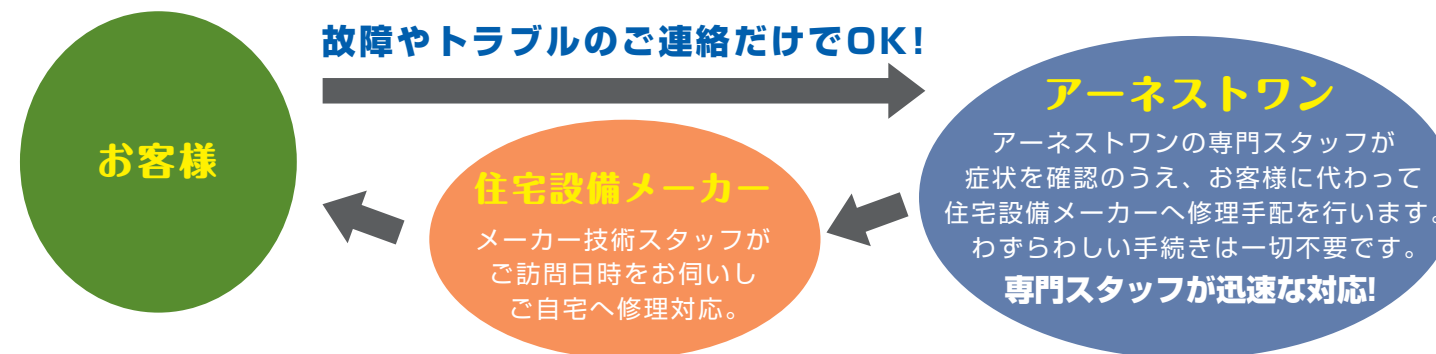 故障やトラブルのご連絡だけでOK!
お客様
アーネストワン
アーネストワンの専門スタッフが
症状を確認のうえ、お客様に代わって
住宅設備メーカーへ修理手配を行います。
わずらわしい手続きは一切不要です。
専門スタッフが迅速な対応!
住宅設備メーカー
メーカー技術スタッフが
ご訪問日時をお伺いし
ご自宅へ修理対応。